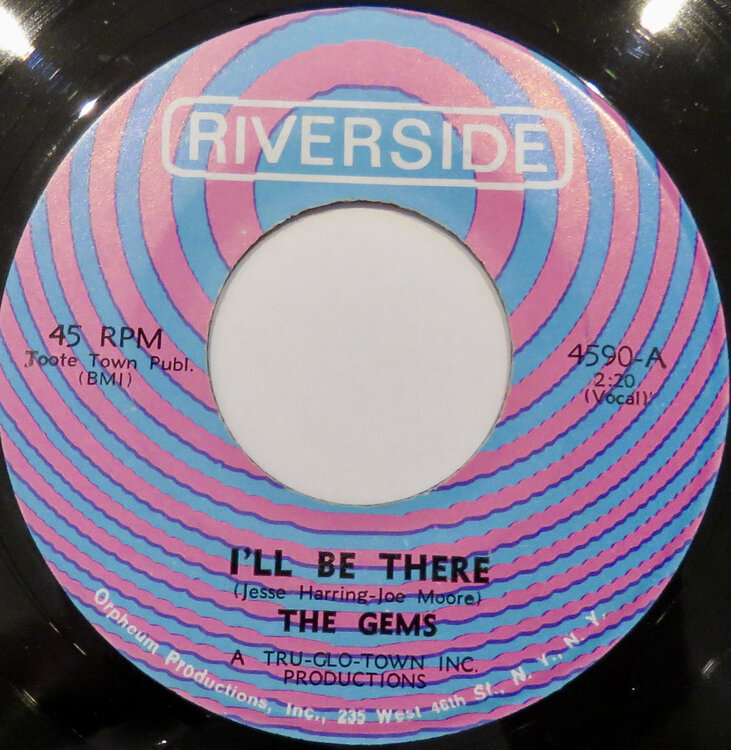 RIVERSIDE
45 RPM
Toote Town Publ.
(BMI)
4590-A
2:20
(Vocal)
I'LL BE THERE
(Jesse Harring-Joe Moore)
THE GEMS
A TRU-GLO-TOWN INC.
PRODUCTIONS
Orpheum Productions, Inc., 235 West 46th St., N. Y., N. Y.